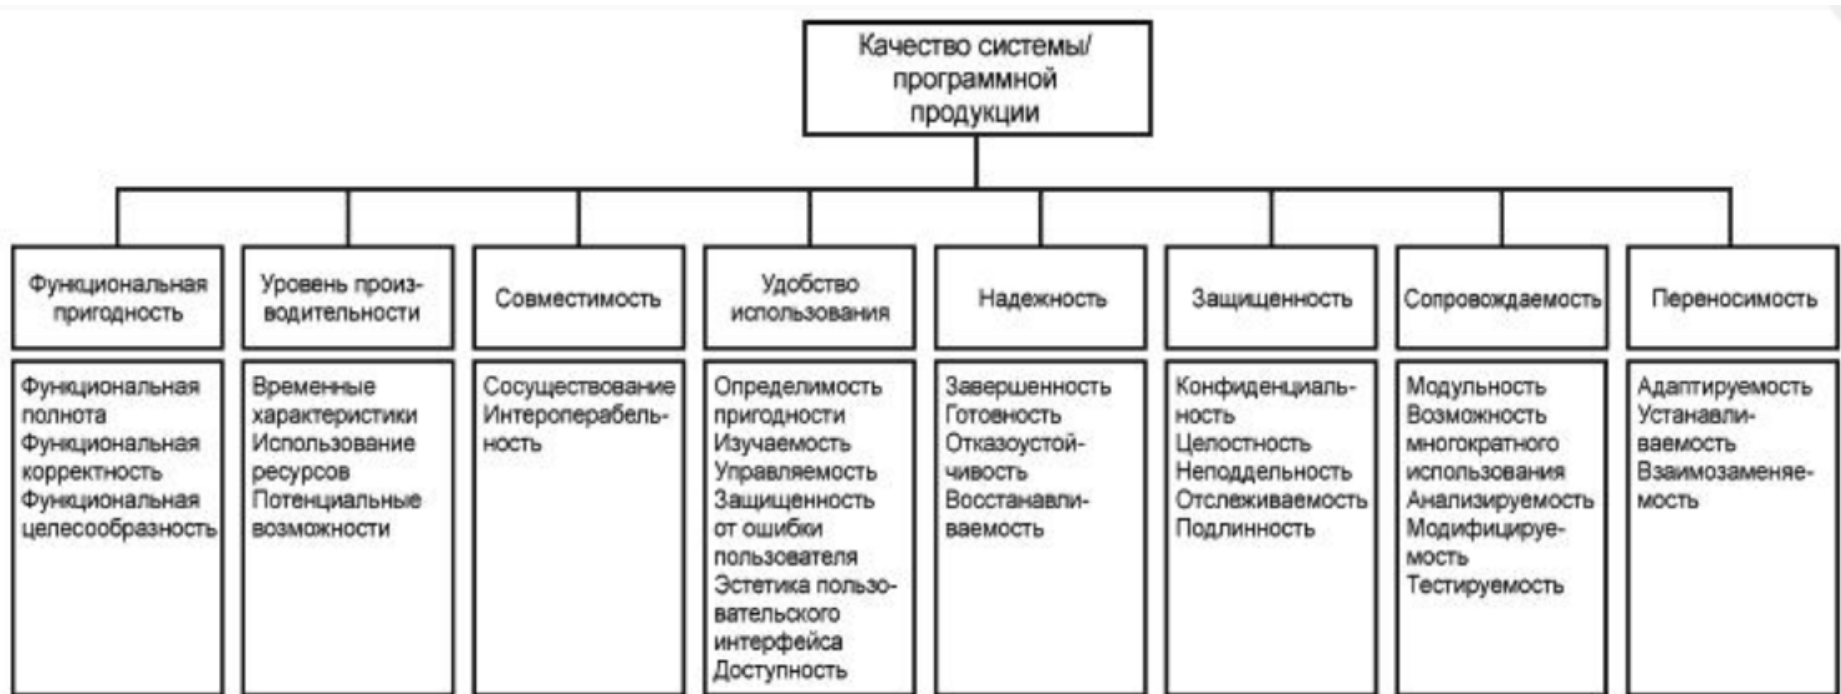 Качество системы/
программной
продукции
Функциональная
пригодность
Уровень произ-
водительности
Совместимость
Удобство
использования
Надежность
Защищенность
Сопровождаемость
Переносимость
Функциональная
полнота
Функциональная
корректность
Функциональная
целесообразность
Временные
характеристики
Использование
ресурсов
Потенциальные
возможности
Сосуществование
Интероперабель-
ность
Определимость
пригодности
Изучаемость
Управляемость
Защищенность
от ошибки
пользователя
Эстетика пользо-
вательского
интерфейса
Доступность
Завершенность
Готовность
Отказоустой-
чивость
Восстанавли-
ваемость
Конфиденциаль-
ность
Целостность
Неподдельность
Отслеживаемость
Подлинность
Модульность
Возможность
многократного
использования
Анализируемость
Модифицируе-
мость
Тестируемость
Адаптируемость
Устанавли-
ваемость
Взаимозаменяе-
мость